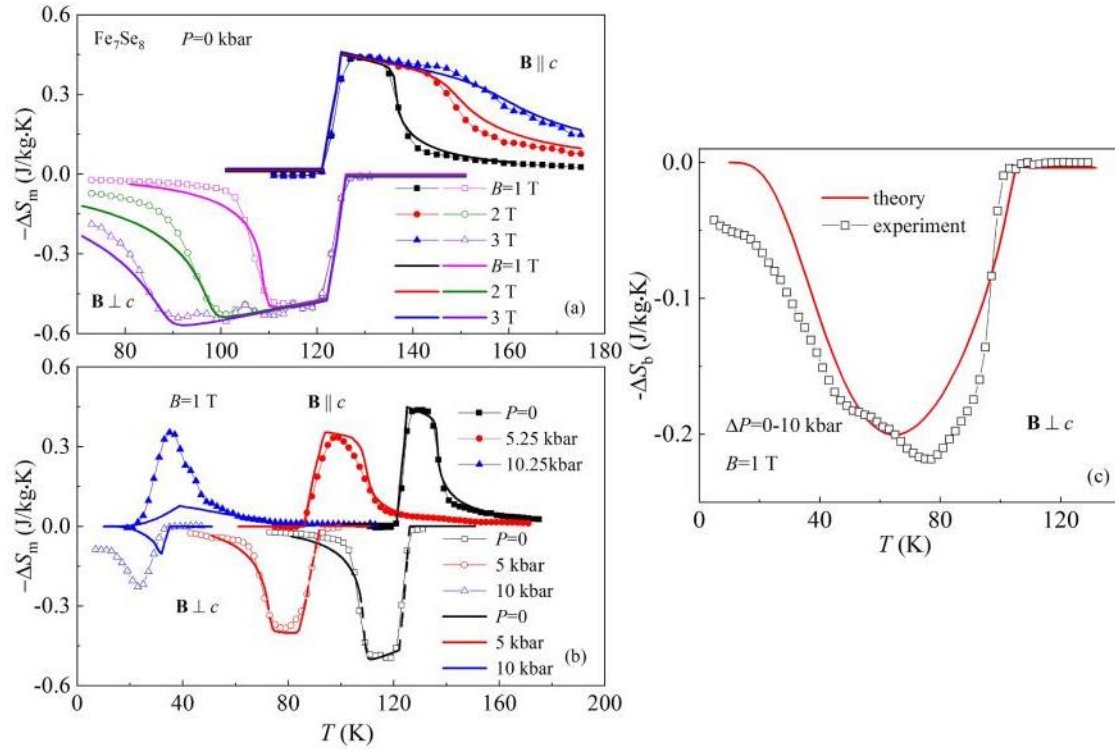 Fe₇Se₈ P=0 kbar
B ∥ c
−ΔSₘ (J/kg·K)
0.6
0.3
0.0
-0.3
-0.6
B=1 T
2 T
3 T
B=1 T
2 T
3 T
B ⊥ c
(a)
80 100 120 140 160 180
B=1 T
B ∥ c
−ΔSₘ (J/kg·K)
0.6
0.3
0.0
-0.3
-0.6
P=0
5.25 kbar
10.25kbar
P=0
5 kbar
10 kbar
P=0
5 kbar
10 kbar
B ⊥ c
(b)
0 40 80 120 160 200
T (K)
-ΔS_b (J/kg·K)
0.0
-0.1
-0.2
theory
experiment
ΔP=0-10 kbar
B ⊥ c
B=1 T
(c)
0 40 80 120
T (K)